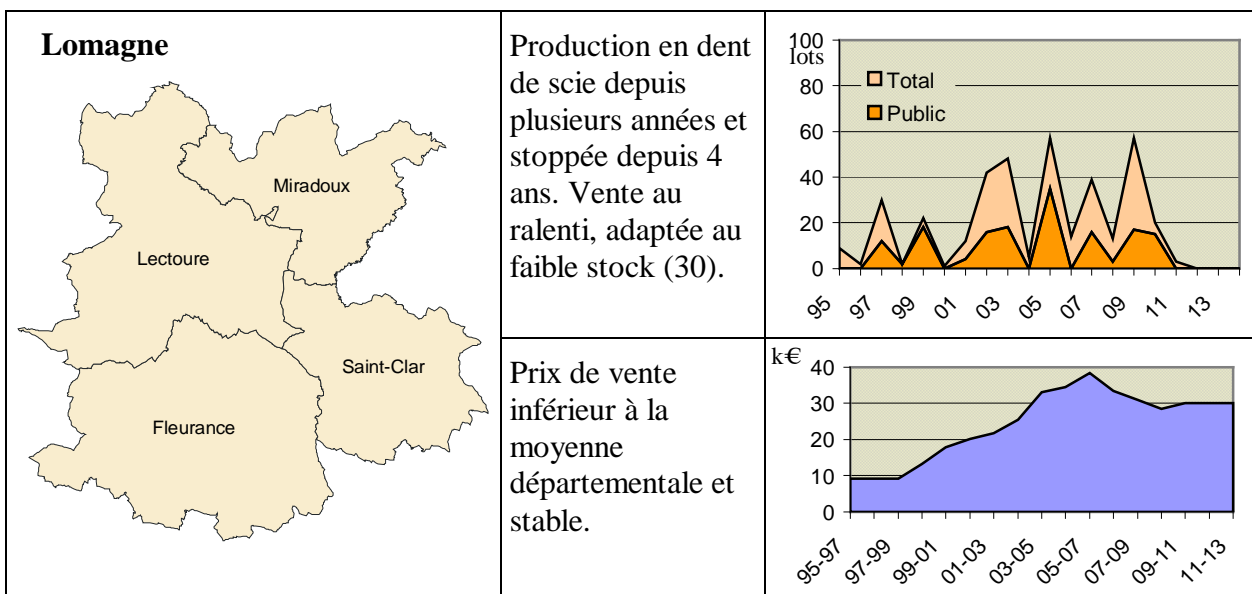 Lomagne
Miradoux
Lectoure
Saint-Clar
Fleurance
Production en dent
de scie depuis
plusieurs années et
stoppée depuis 4
ans. Vente au
ralenti, adaptée au
faible stock (30).
100
lots
80
60
40
20
0
Total
Public
95
97
99
01
03
05
07
09
11
13
Prix de vente
inférieur à la
moyenne
départementale et
stable.
k€
40
30
20
10
0
95-97
97-99
99-01
01-03
03-05
05-07
07-09
09-11
11-13